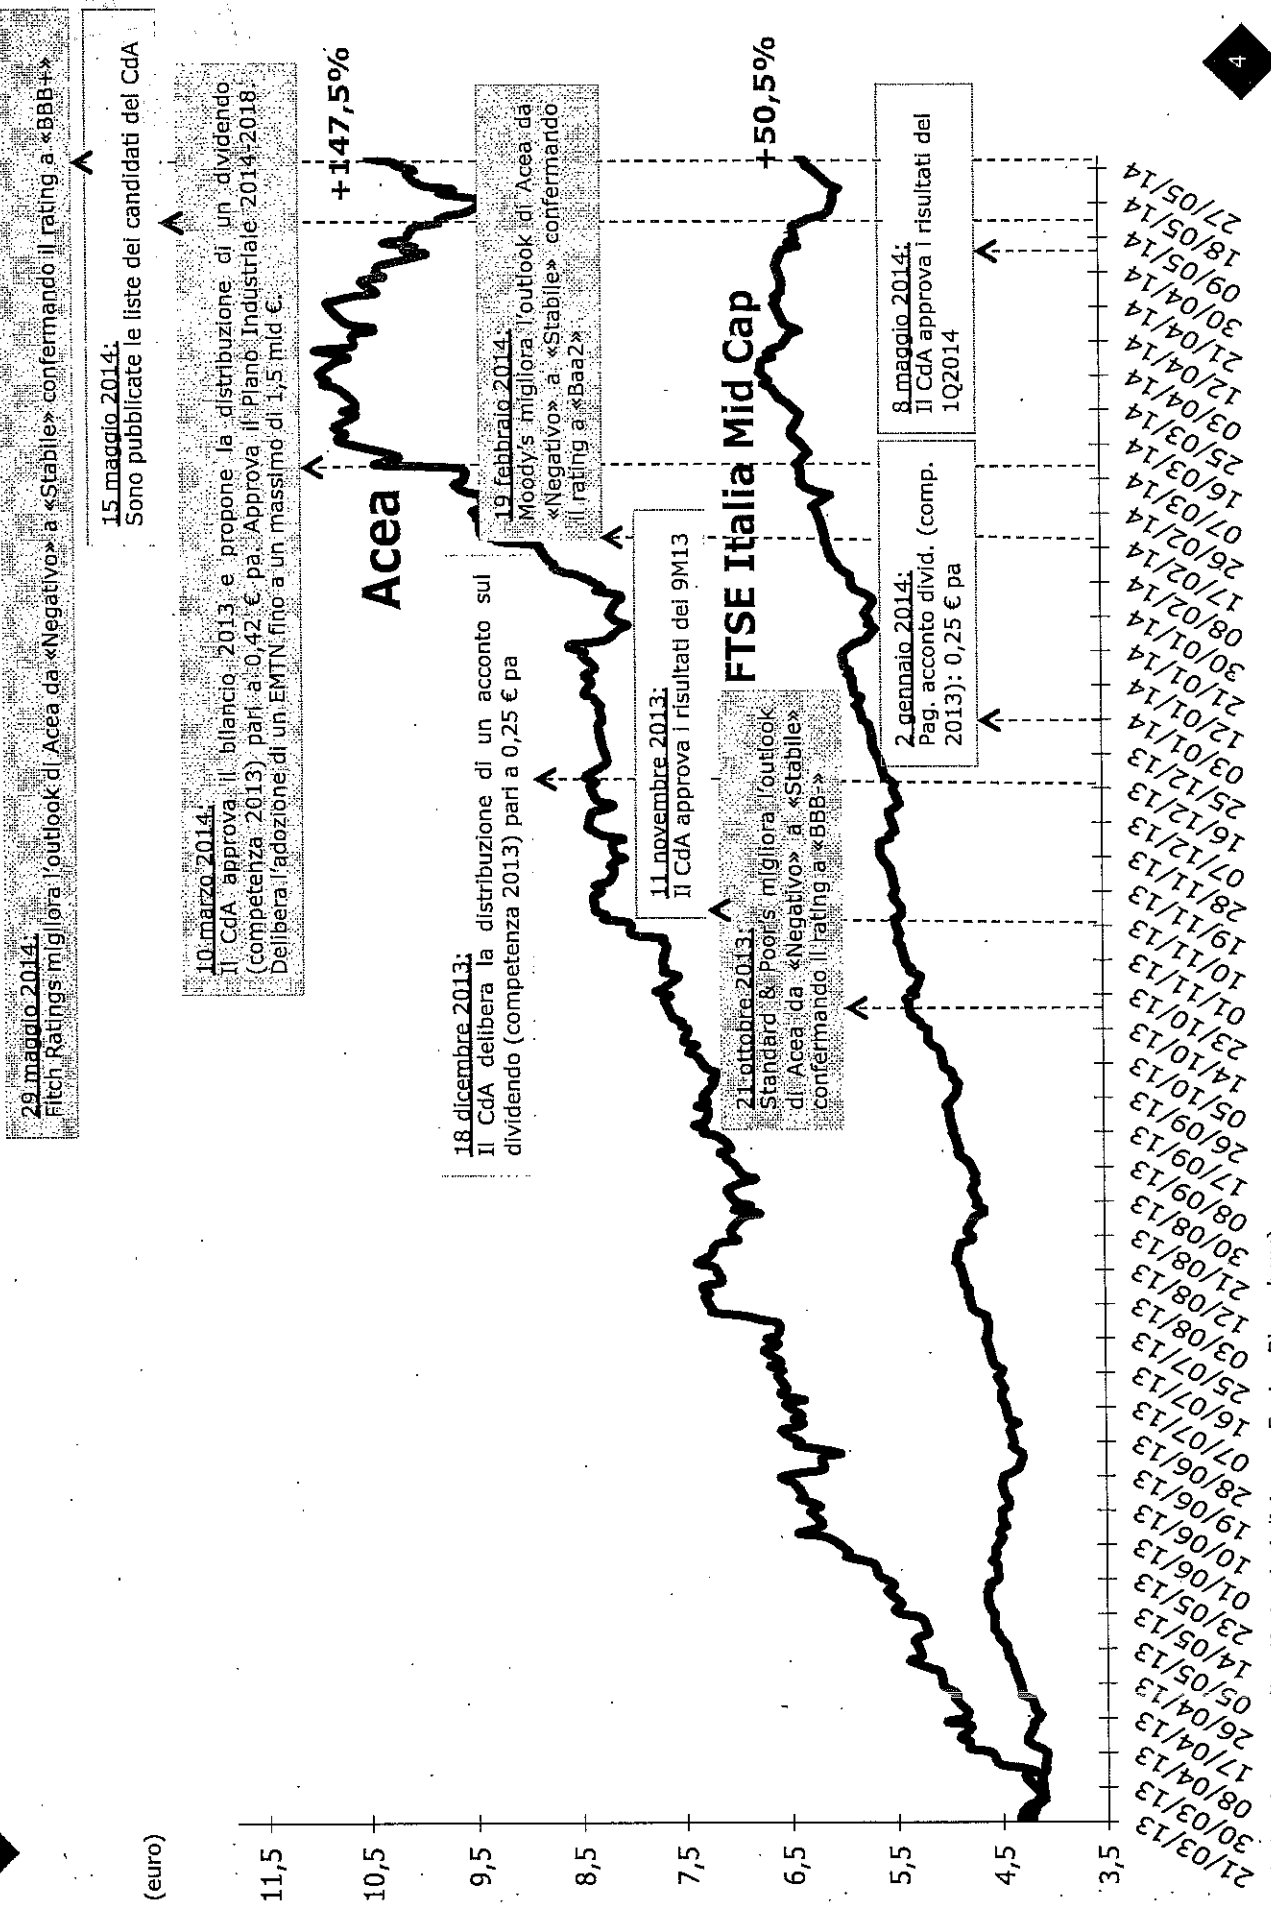 29 maggio 2014:
Fitch Ratings migliora l'outlook di Acea da «Negativo» a «Stabile» confermando il rating a «BBB+»
15 maggio 2014:
Sono pubblicate le liste dei candidati del CdA
(euro)
10 marzo 2014:
Il CdA approva il bilancio 2013 e propone la distribuzione di un dividendo
(competenza 2013) pari a 0,42 € pa. Approva il Piano Industriale 2014-2018.
Delibera l'adozione di un EMTN fino a un massimo di 1,5 mld €.
+147,5%
Acea
18 dicembre 2013:
Il CdA delibera la distribuzione di un acconto sul
dividendo (competenza 2013) pari a 0,25 € pa
19 febbraio 2014:
Moodys migliora l'outlook di Acea da
«Negativo» a «Stabile» confermando
il rating a «Baa2»
11 novembre 2013:
Il CdA approva i risultati dei 9M13
FTSE Italia Mid Cap
+50,5%
21 ottobre 2013:
Standard & Poor's migliora l'outlook
di Acea da «Negativo» a «Stabile»
confermando il rating a «BBB-»
2 gennaio 2014:
Pag. acconto divid. (comp.
2013): 0,25 € pa
8 maggio 2014:
Il CdA approva i risultati del
1Q2014
11,5
10,5
9,5
8,5
7,5
6,5
5,5
4,5
3,5
21/03/13
30/03/13
08/04/13
17/04/13
26/04/13
05/05/13
14/05/13
23/05/13
01/06/13
10/06/13
19/06/13
28/06/13
07/07/13
16/07/13
25/07/13
03/08/13
12/08/13
21/08/13
30/08/13
08/09/13
17/09/13
26/09/13
05/10/13
14/10/13
23/10/13
01/11/13
10/11/13
19/11/13
28/11/13
07/12/13
16/12/13
25/12/13
03/01/14
12/01/14
21/01/14
30/01/14
08/02/14
17/02/14
26/02/14
07/03/14
16/03/14
25/03/14
03/04/14
12/04/14
21/04/14
30/04/14
09/05/14
18/05/14
27/05/14
4